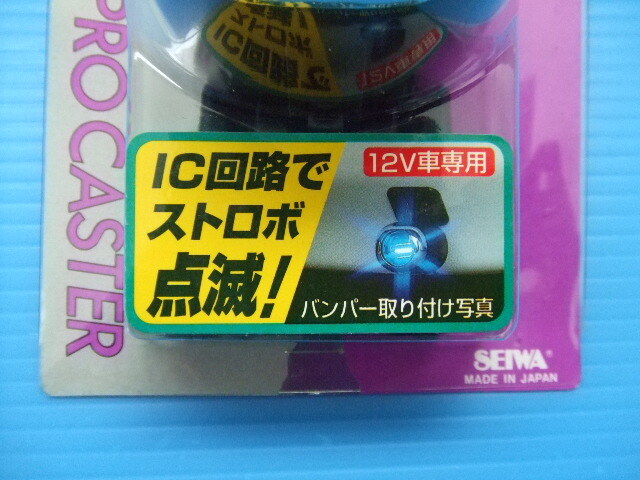 PRO CASTER
IC回路で
ストロボ
点滅!
12V車専用
バンパー取り付け写真
SEIWA
MADE IN JAPAN